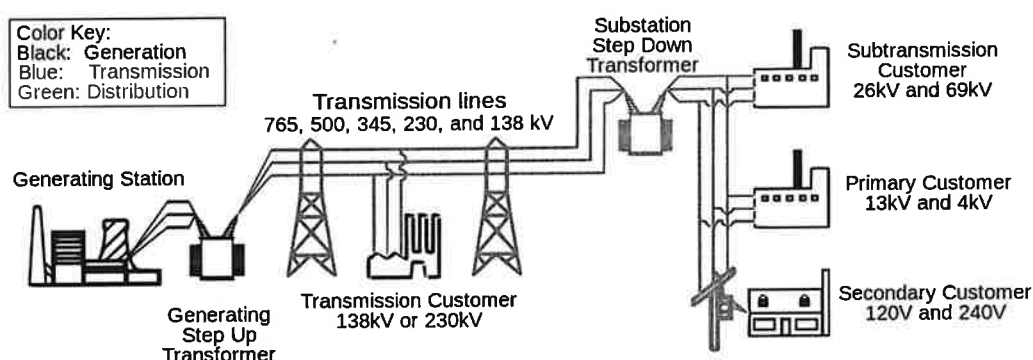 Color Key:
Black: Generation
Blue: Transmission
Green: Distribution
Substation
Step Down
Transformer
Subtransmission
Customer
26kV and 69kV
Transmission lines
765, 500, 345, 230, and 138 kV
Generating Station
Primary Customer
13kV and 4kV
Transmission Customer
138kV or 230kV
Secondary Customer
120V and 240V
Generating
Step Up
Transformer